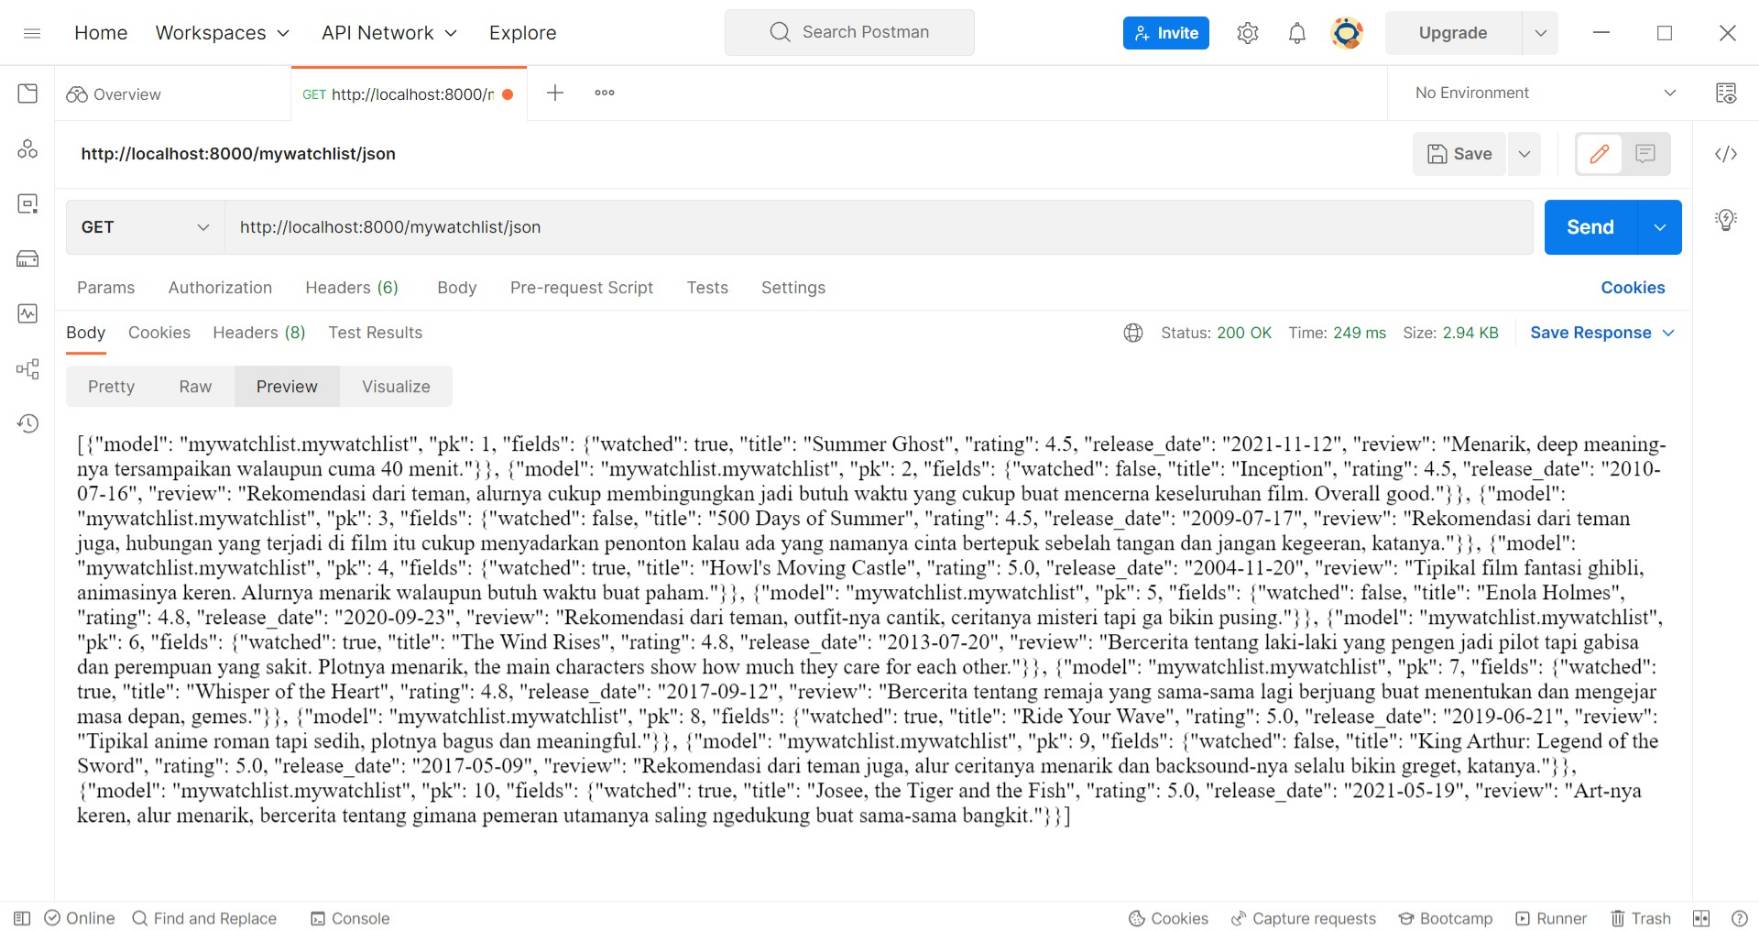 Home Workspaces API Network Explore Search Postman Invite Upgrade
Overview GET http://localhost:8000/ No Environment
http://localhost:8000/mywatchlist/json Save
GET http://localhost:8000/mywatchlist/json Send
Params Authorization Headers (6) Body Pre-request Script Tests Settings Cookies
Body Cookies Headers (8) Test Results Status: 200 OK Time: 249 ms Size: 2.94 KB Save Response
Pretty Raw Preview Visualize
[{"model": "mywatchlist.mywatchlist", "pk": 1, "fields": {"watched": true, "title": "Summer Ghost", "rating": 4.5, "release_date": "2021-11-12", "review": "Menarik, deep meaning-
nya tersampaikan walaupun cuma 40 menit."}}, {"model": "mywatchlist.mywatchlist", "pk": 2, "fields": {"watched": false, "title": "Inception", "rating": 4.5, "release_date": "2010-
07-16", "review": "Rekomendasi dari teman, alurnya cukup membingungkan jadi butuh waktu yang cukup buat mencerna keseluruhan film. Overall good."}}, {"model":
"mywatchlist.mywatchlist", "pk": 3, "fields": {"watched": false, "title": "500 Days of Summer", "rating": 4.5, "release_date": "2009-07-17", "review": "Rekomendasi dari teman
juga, hubungan yang terjadi di film itu cukup menyadarkan penonton kalau ada yang namanya cinta bertepuk sebelah tangan dan jangan kegeeran, katanya."}}, {"model":
"mywatchlist.mywatchlist", "pk": 4, "fields": {"watched": true, "title": "Howl's Moving Castle", "rating": 5.0, "release_date": "2004-11-20", "review": "Tipikal film fantasi ghibli,
animasinya keren. Alurnya menarik walaupun butuh waktu buat paham."}}, {"model": "mywatchlist.mywatchlist", "pk": 5, "fields": {"watched": false, "title": "Enola Holmes",
"rating": 4.8, "release_date": "2020-09-23", "review": "Rekomendasi dari teman, outfit-nya cantik, ceritanya misteri tapi ga bikin pusing."}}, {"model": "mywatchlist.mywatchlist",
"pk": 6, "fields": {"watched": true, "title": "The Wind Rises", "rating": 4.8, "release_date": "2013-07-20", "review": "Bercerita tentang laki-laki yang pengen jadi pilot tapi gabisa
dan perempuan yang sakit. Plotnya menarik, the main characters show how much they care for each other."}}, {"model": "mywatchlist.mywatchlist", "pk": 7, "fields": {"watched":
true, "title": "Whisper of the Heart", "rating": 4.8, "release_date": "2017-09-12", "review": "Bercerita tentang remaja yang sama-sama lagi berjuang buat menentukan dan mengejar
masa depan, gemes."}}, {"model": "mywatchlist.mywatchlist", "pk": 8, "fields": {"watched": true, "title": "Ride Your Wave", "rating": 5.0, "release_date": "2019-06-21", "review":
"Tipikal anime roman tapi sedih, plotnya bagus dan meaningful."}}, {"model": "mywatchlist.mywatchlist", "pk": 9, "fields": {"watched": false, "title": "King Arthur: Legend of the
Sword", "rating": 5.0, "release_date": "2017-05-09", "review": "Rekomendasi dari teman juga, alur ceritanya menarik dan backsound-nya selalu bikin greget, katanya."}},
{"model": "mywatchlist.mywatchlist", "pk": 10, "fields": {"watched": true, "title": "Josee, the Tiger and the Fish", "rating": 5.0, "release_date": "2021-05-19", "review": "Art-nya
keren, alur menarik, bercerita tentang gimana pemeran utamanya saling ngedukung buat sama-sama bangkit."}}]
Online Find and Replace Console Cookies Capture requests Bootcamp Runner Trash